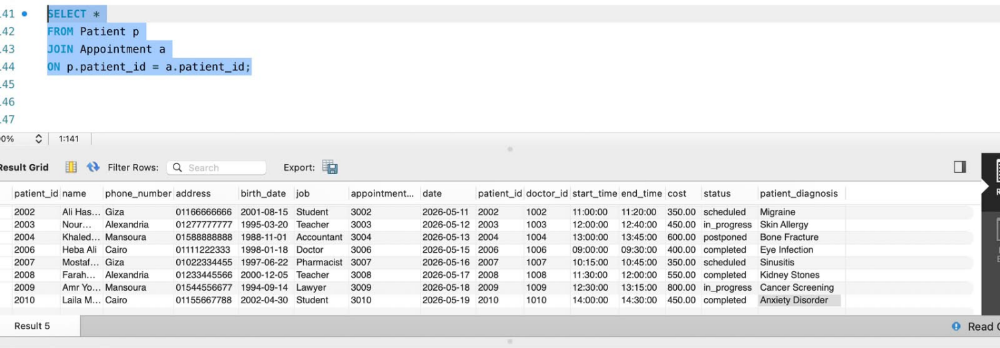 141 SELECT *
142 FROM Patient p
143 JOIN Appointment a
144 ON p.patient_id = a.patient_id;
145
146
147
00% 1:141
Result Grid Filter Rows: Search Export:
patient_id name phone_number address birth_date job appointment... date patient_id doctor_id start_time end_time cost status patient_diagnosis
2002 Ali Has... Giza 01166666666 2001-08-15 Student 3002 2026-05-11 2002 1002 11:00:00 11:20:00 350.00 scheduled Migraine
2003 Nour... Alexandria 01277777777 1995-03-20 Teacher 3003 2026-05-12 2003 1003 12:00:00 12:40:00 450.00 in_progress Skin Allergy
2004 Khaled... Mansoura 01588888888 1988-11-01 Accountant 3004 2026-05-13 2004 1004 13:00:00 13:45:00 600.00 postponed Bone Fracture
2006 Heba Ali Cairo 01111222333 1998-01-18 Doctor 3006 2026-05-15 2006 1006 09:00:00 09:30:00 400.00 completed Eye Infection
2007 Mostaf... Giza 01022334455 1997-06-22 Pharmacist 3007 2026-05-16 2007 1007 10:15:00 10:45:00 350.00 scheduled Sinusitis
2008 Farah... Alexandria 01233445566 2000-12-05 Teacher 3008 2026-05-17 2008 1008 11:30:00 12:00:00 550.00 completed Kidney Stones
2009 Amr Yo... Mansoura 01544556677 1994-09-14 Lawyer 3009 2026-05-18 2009 1009 12:30:00 13:15:00 800.00 in_progress Cancer Screening
2010 Laila M... Cairo 01155667788 2002-04-30 Student 3010 2026-05-19 2010 1010 14:00:00 14:30:00 450.00 completed Anxiety Disorder
Result 5 Read